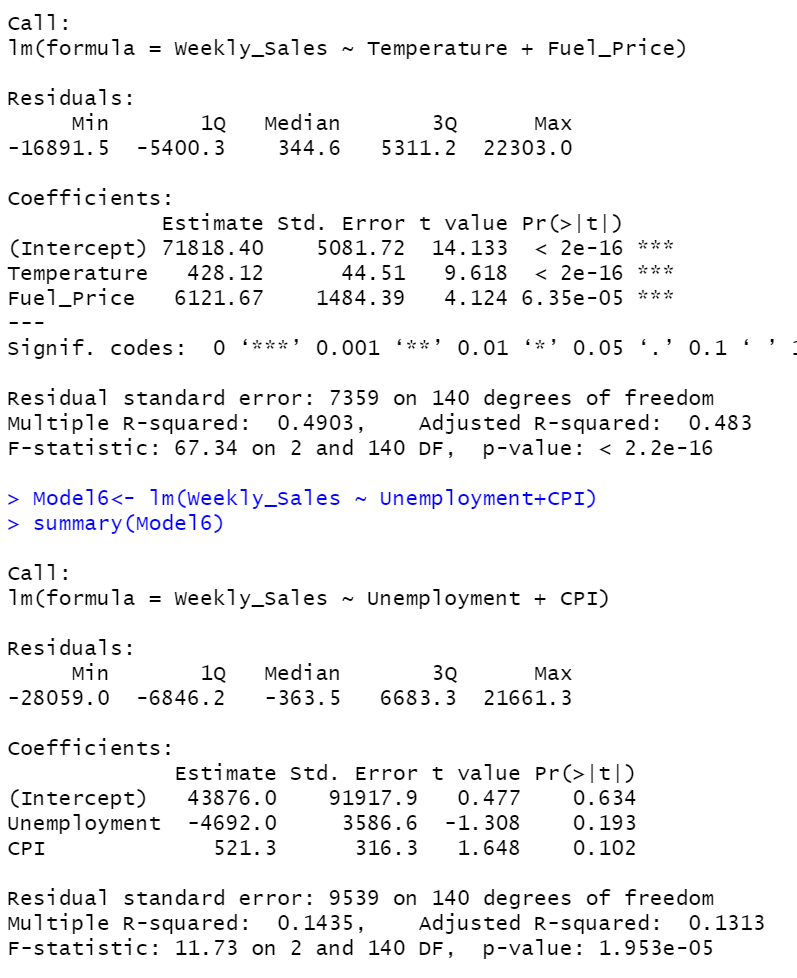 Call:
lm(formula = Weekly_Sales ~ Temperature + Fuel_Price)
Residuals:
Min 1Q Median 3Q Max
-16891.5 -5400.3 344.6 5311.2 22303.0
Coefficients:
Estimate Std. Error t value Pr(>|t|)
(Intercept) 71818.40 5081.72 14.133 < 2e-16 ***
Temperature 428.12 44.51 9.618 < 2e-16 ***
Fuel_Price 6121.67 1484.39 4.124 6.35e-05 ***
---
Signif. codes: 0 ‘***’ 0.001 ‘**’ 0.01 ‘*’ 0.05 ‘.’ 0.1 ‘ ’ 1
Residual standard error: 7359 on 140 degrees of freedom
Multiple R-squared: 0.4903, Adjusted R-squared: 0.483
F-statistic: 67.34 on 2 and 140 DF, p-value: < 2.2e-16
> Model6<- lm(Weekly_Sales ~ Unemployment+CPI)
> summary(Model6)
Call:
lm(formula = Weekly_Sales ~ Unemployment + CPI)
Residuals:
Min 1Q Median 3Q Max
-28059.0 -6846.2 -363.5 6683.3 21661.3
Coefficients:
Estimate Std. Error t value Pr(>|t|)
(Intercept) 43876.0 91917.9 0.477 0.634
Unemployment -4692.0 3586.6 -1.308 0.193
CPI 521.3 316.3 1.648 0.102
Residual standard error: 9539 on 140 degrees of freedom
Multiple R-squared: 0.1435, Adjusted R-squared: 0.1313
F-statistic: 11.73 on 2 and 140 DF, p-value: 1.953e-05